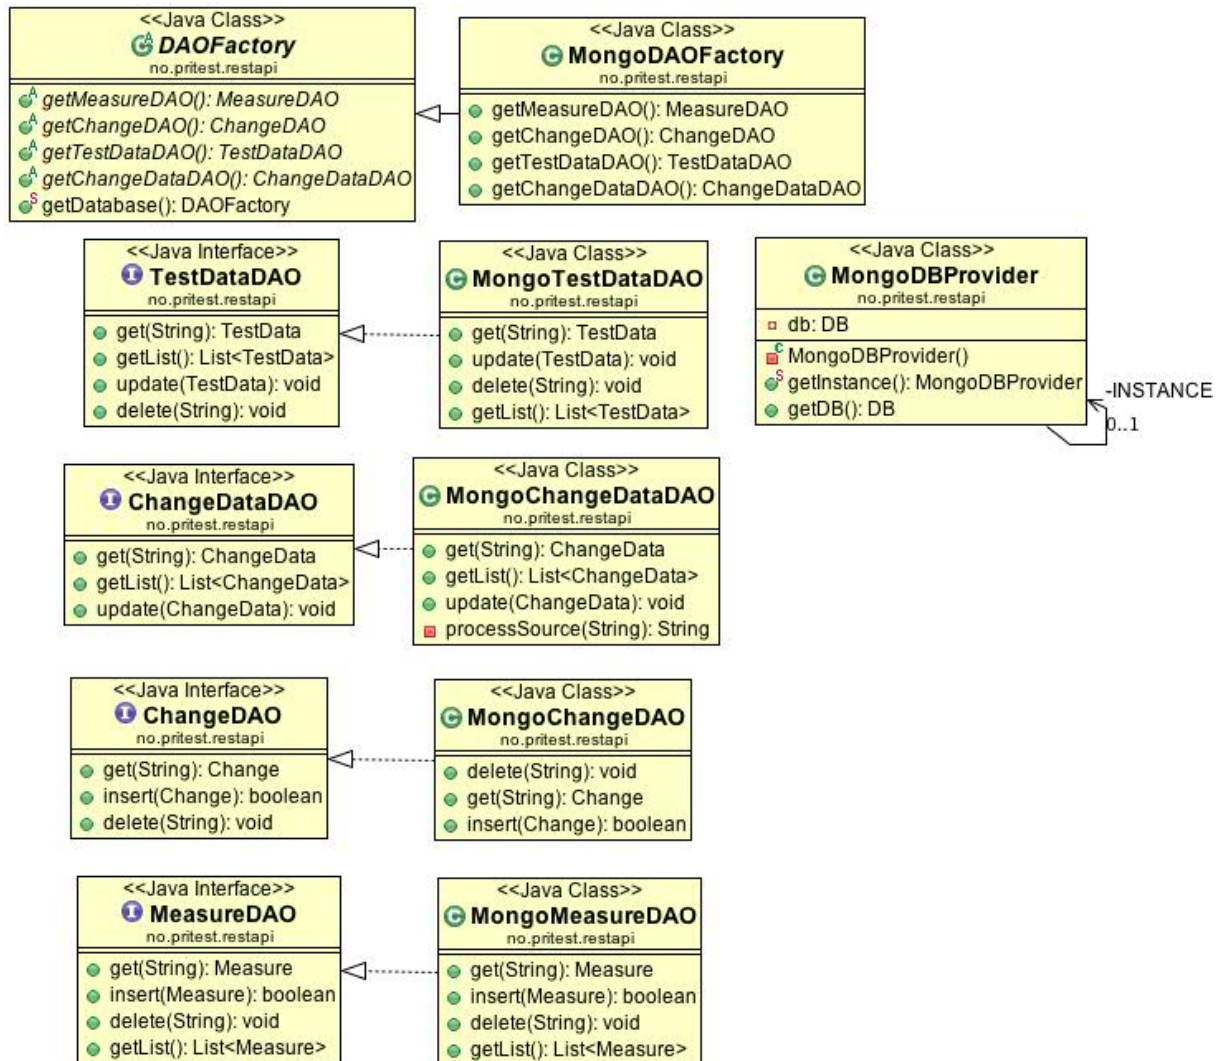 <<Java Class>>
DAOFactory
no.pritest.restapi
getMeasureDAO(): MeasureDAO
getChangeDAO(): ChangeDAO
getTestDataDAO(): TestDataDAO
getChangeDataDAO(): ChangeDataDAO
getDatabase(): DAOFactory
<<Java Class>>
MongoDAOFactory
no.pritest.restapi
getMeasureDAO(): MeasureDAO
getChangeDAO(): ChangeDAO
getTestDataDAO(): TestDataDAO
getChangeDataDAO(): ChangeDataDAO
<<Java Interface>>
TestDataDAO
no.pritest.restapi
get(String): TestData
getList(): List<TestData>
update(TestData): void
delete(String): void
<<Java Class>>
MongoTestDataDAO
no.pritest.restapi
get(String): TestData
update(TestData): void
delete(String): void
getList(): List<TestData>
<<Java Class>>
MongoDBProvider
no.pritest.restapi
db: DB
MongoDBProvider()
getInstance(): MongoDBProvider
getDB(): DB
-INSTANCE
0..1
<<Java Interface>>
ChangeDataDAO
no.pritest.restapi
get(String): ChangeData
getList(): List<ChangeData>
update(ChangeData): void
<<Java Class>>
MongoChangeDataDAO
no.pritest.restapi
get(String): ChangeData
getList(): List<ChangeData>
update(ChangeData): void
processSource(String): String
<<Java Interface>>
ChangeDAO
no.pritest.restapi
get(String): Change
insert(Change): boolean
delete(String): void
<<Java Class>>
MongoChangeDAO
no.pritest.restapi
delete(String): void
get(String): Change
insert(Change): boolean
<<Java Interface>>
MeasureDAO
no.pritest.restapi
get(String): Measure
insert(Measure): boolean
delete(String): void
getList(): List<Measure>
<<Java Class>>
MongoMeasureDAO
no.pritest.restapi
get(String): Measure
insert(Measure): boolean
delete(String): void
getList(): List<Measure>